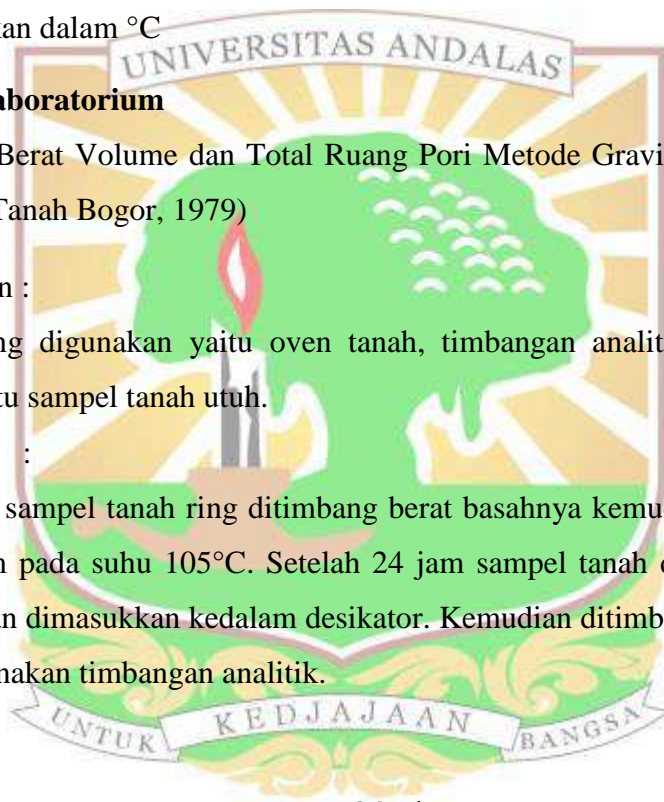 kan dalam °C
UNIVERSITAS ANDALAS
aboratorium
Berat Volume dan Total Ruang Pori Metode Gravi
Tanah Bogor, 1979)
n :
ng digunakan yaitu oven tanah, timbangan analit
tu sampel tanah utuh.
:
sampel tanah ring ditimbang berat basahnya kemu
n pada suhu 105°C. Setelah 24 jam sampel tanah
an dimasukkan kedalam desikator. Kemudian ditimb
nakan timbangan analitik.
UNTUK KEDJAJAAN BANGSA